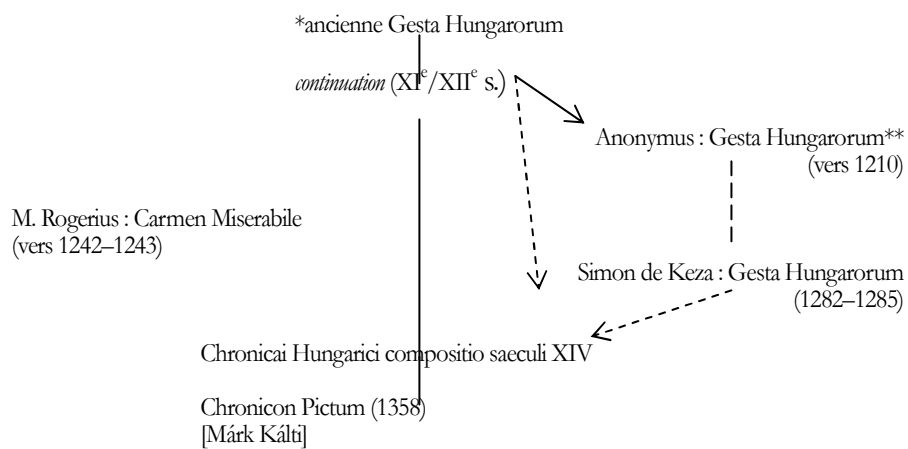 *ancienne Gesta Hungarorum
continuation (XIe/XIIe s.)
Anonymus : Gesta Hungarorum**
(vers 1210)
M. Rogerius : Carmen Miserabile
(vers 1242–1243)
Simon de Keza : Gesta Hungarorum
(1282–1285)
Chronicai Hungarici compositio saeculi XIV
Chronicon Pictum (1358)
[Márk Kálti]